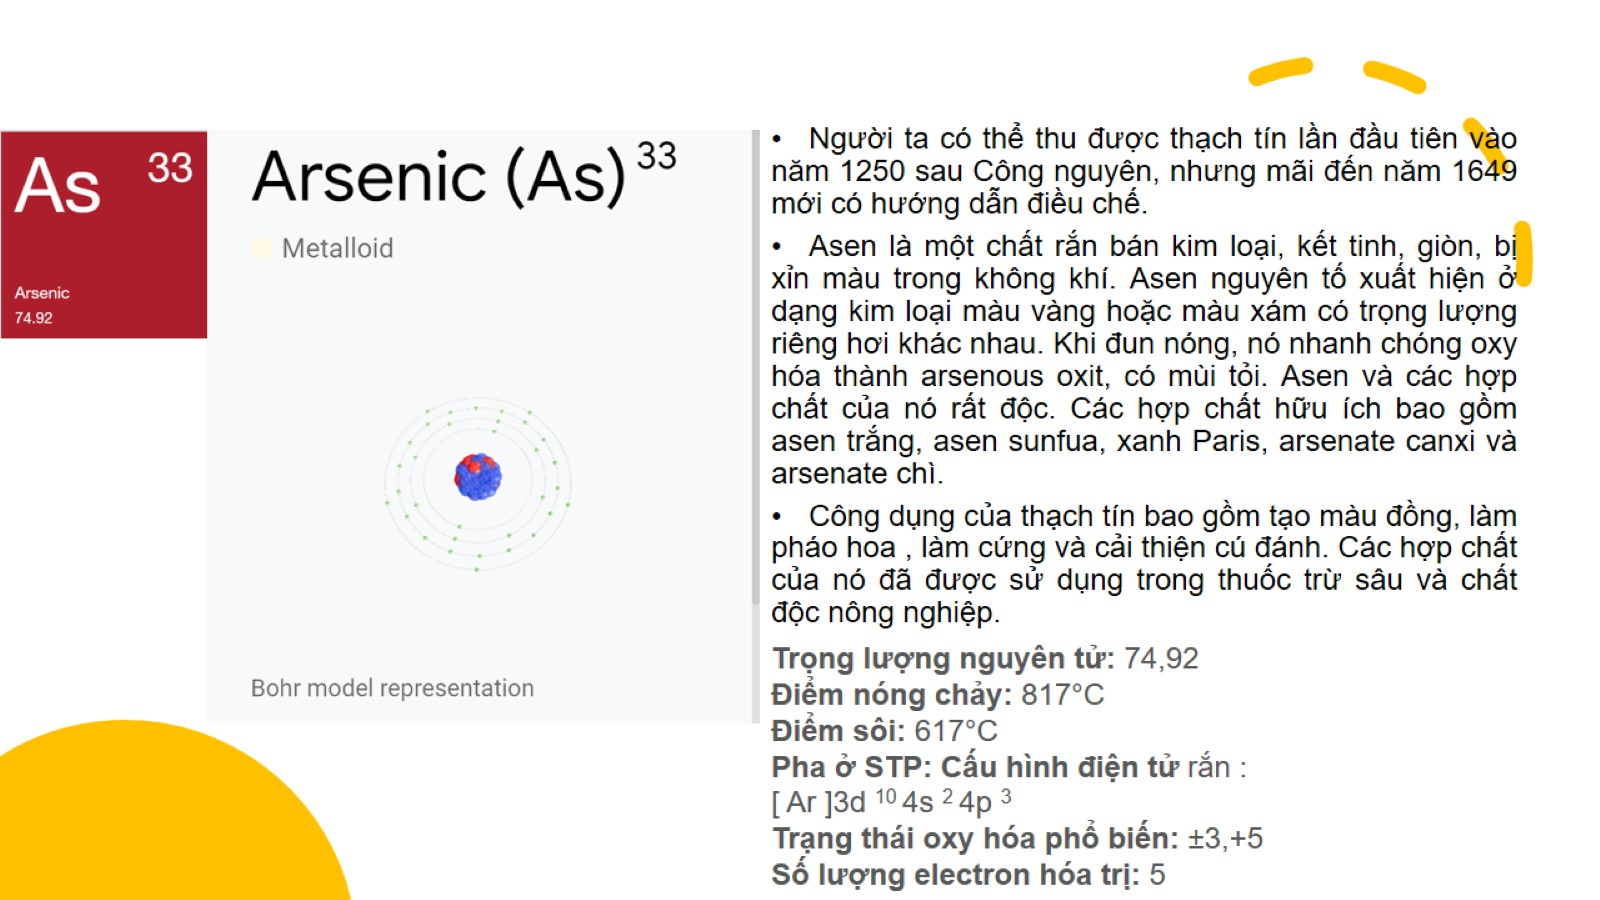 As 33
Arsenic
74.92
Arsenic (As) 33
Metalloid
Bohr model representation
• Người ta có thể thu được thạch tín lần đầu tiên vào
năm 1250 sau Công nguyên, nhưng mãi đến năm 1649
mới có hướng dẫn điều chế.
• Asen là một chất rắn bán kim loại, kết tinh, giòn, bị
xỉn màu trong không khí. Asen nguyên tố xuất hiện ở
dạng kim loại màu vàng hoặc màu xám có trọng lượng
riêng hơi khác nhau. Khi đun nóng, nó nhanh chóng oxy
hóa thành arsenous oxit, có mùi tỏi. Asen và các hợp
chất của nó rất độc. Các hợp chất hữu ích bao gồm
asen trắng, asen sunfua, xanh Paris, arsenate canxi và
arsenate chì.
• Công dụng của thạch tín bao gồm tạo màu đồng, làm
pháo hoa , làm cứng và cải thiện cú đánh. Các hợp chất
của nó đã được sử dụng trong thuốc trừ sâu và chất
độc nông nghiệp.
Trọng lượng nguyên tử: 74,92
Điểm nóng chảy: 817°C
Điểm sôi: 617°C
Pha ở STP: Cấu hình điện tử rắn :
[ Ar ]3d 10 4s 2 4p 3
Trạng thái oxy hóa phổ biến: ±3,+5
Số lượng electron hóa trị: 5